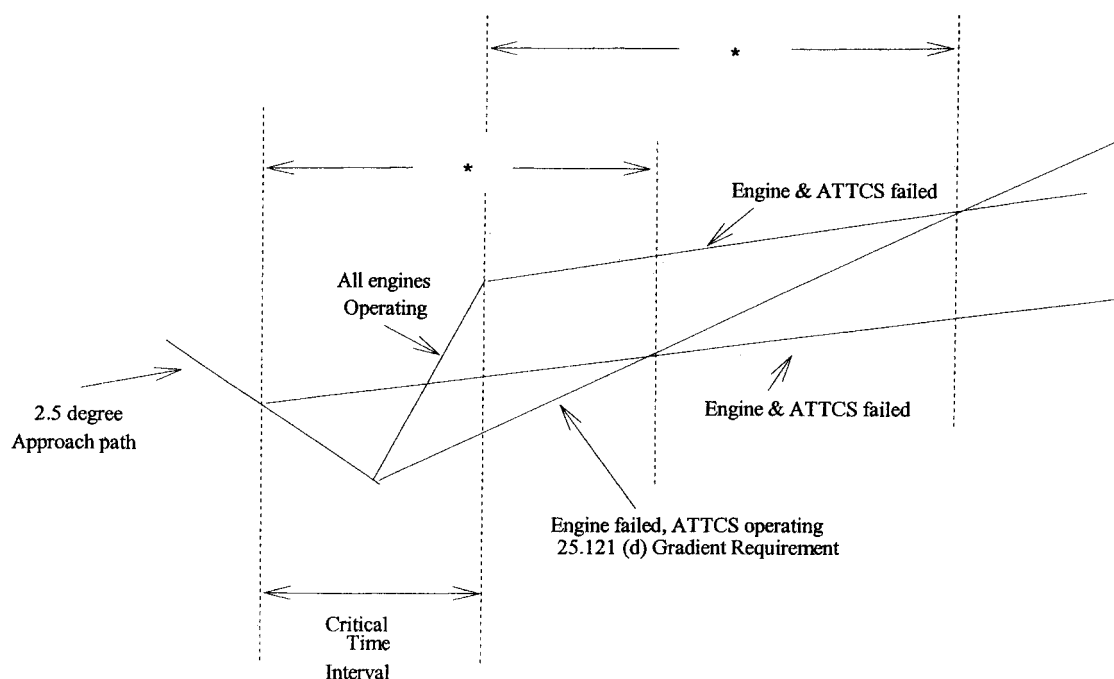 *
*
Engine & ATTCS failed
All engines
Operating
2.5 degree
Approach path
Engine & ATTCS failed
Engine failed, ATTCS operating
25.121 (d) Gradient Requirement
Critical
Time
Interval